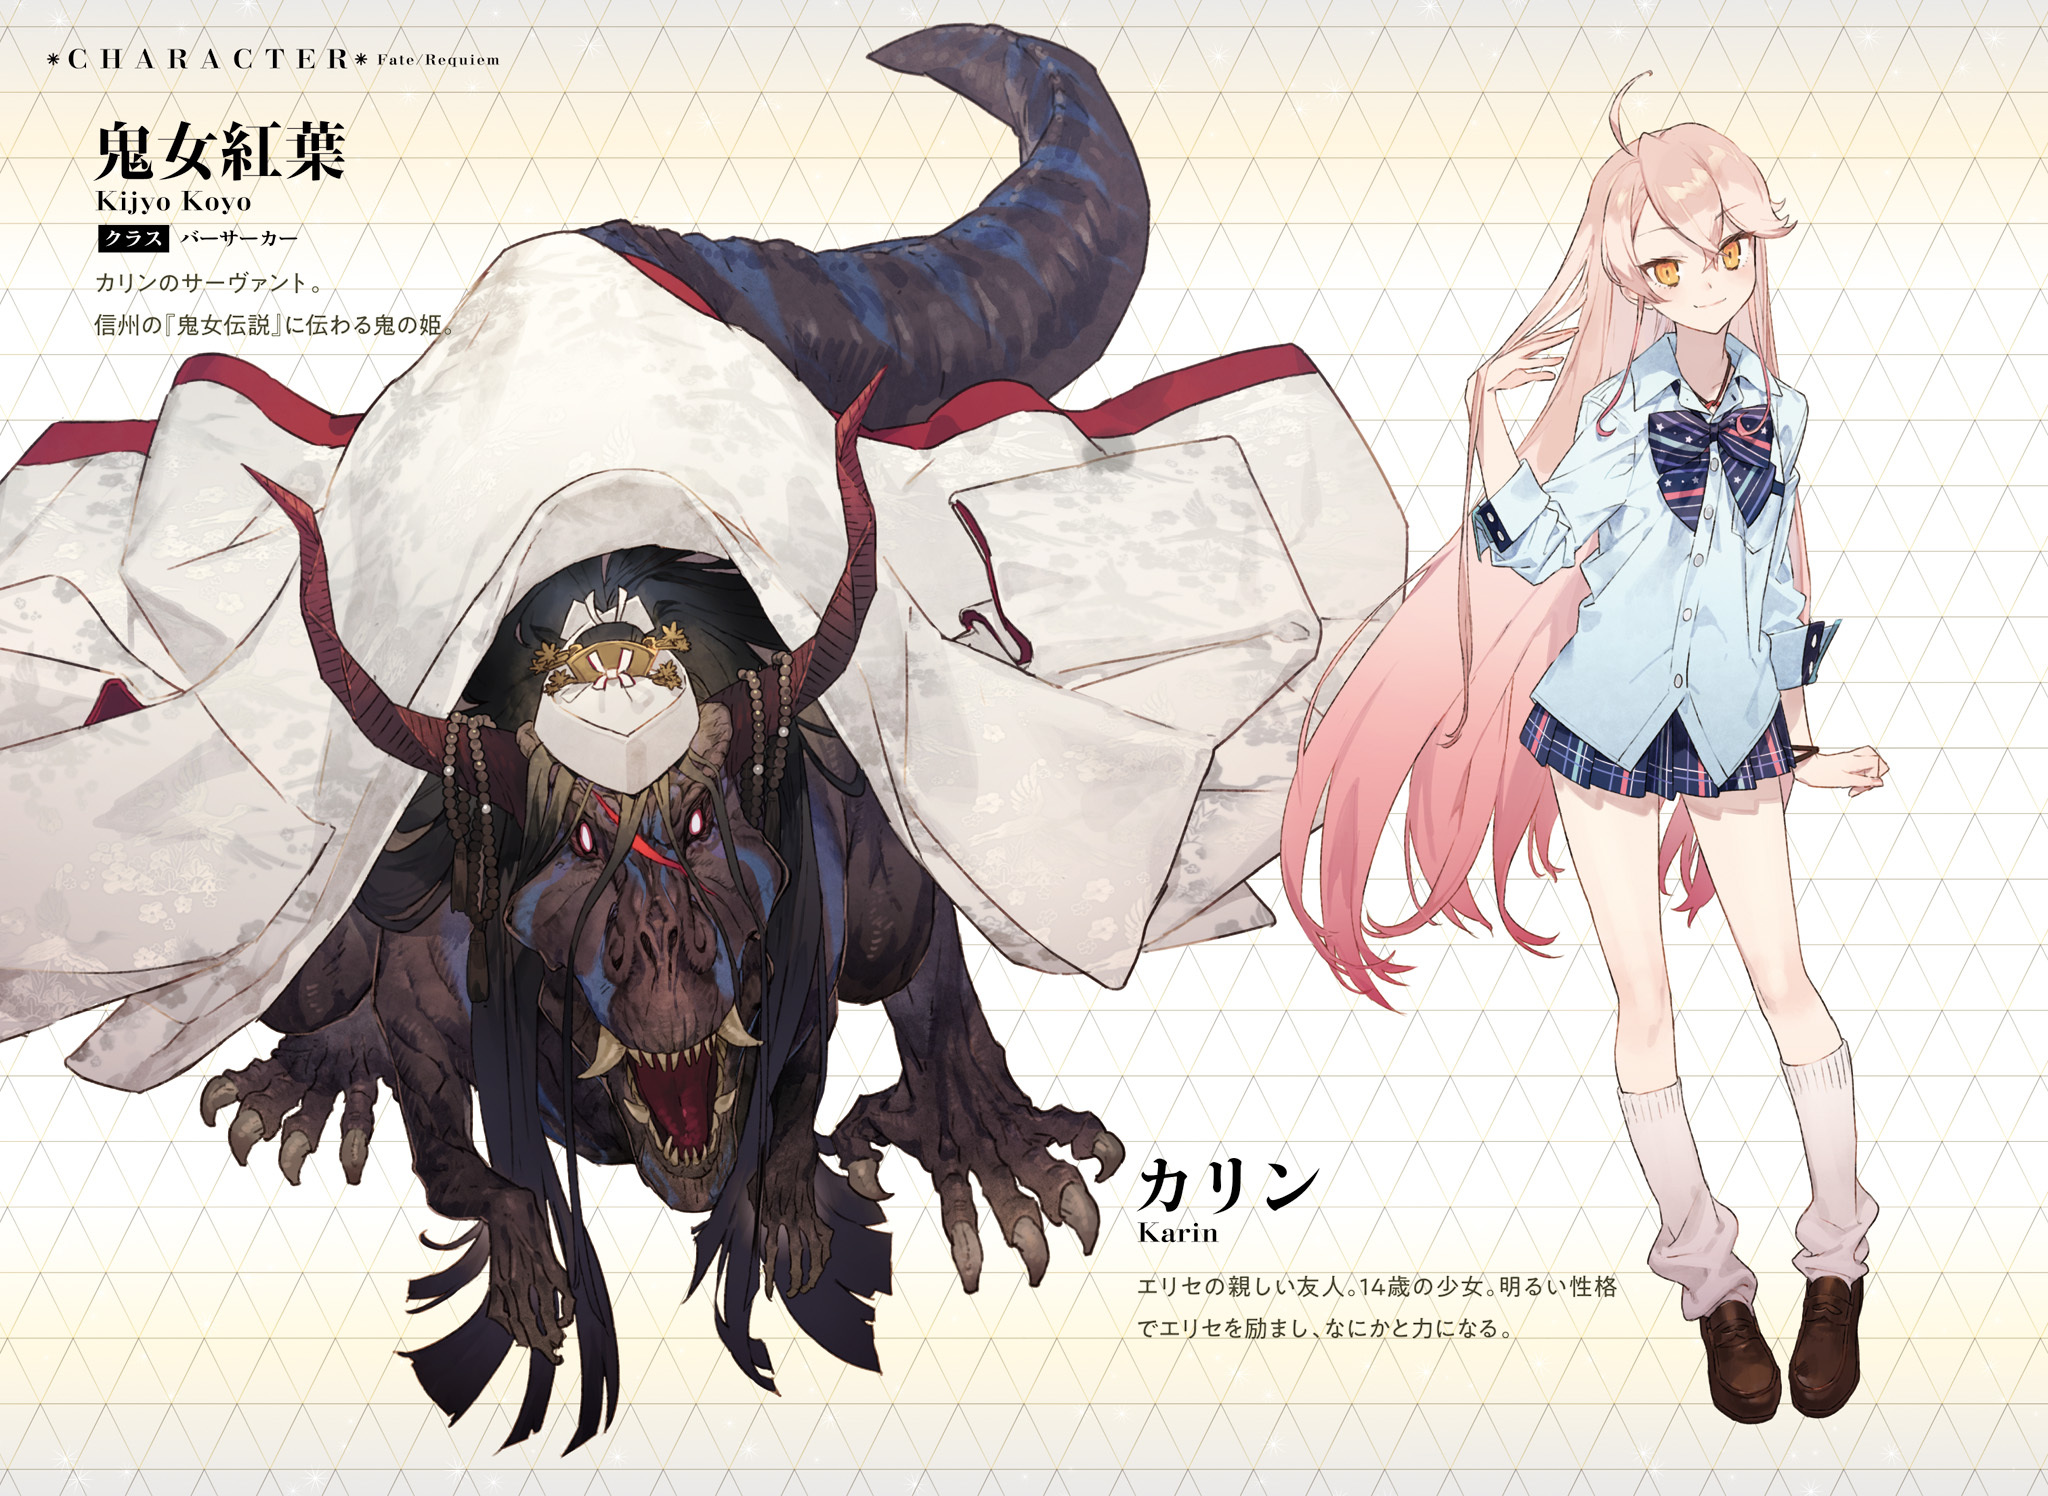 *CHARACTER* Fate/Requiem
鬼女紅葉
Kijyo Koyo
クラス バーサーカー
カリンのサーヴァント。
信州の『鬼女伝説』に伝わる鬼の姫。
カリン
Karin
エリセの親しい友人。14歳の少女。明るい性格
でエリセを励まし、なにかと力になる。